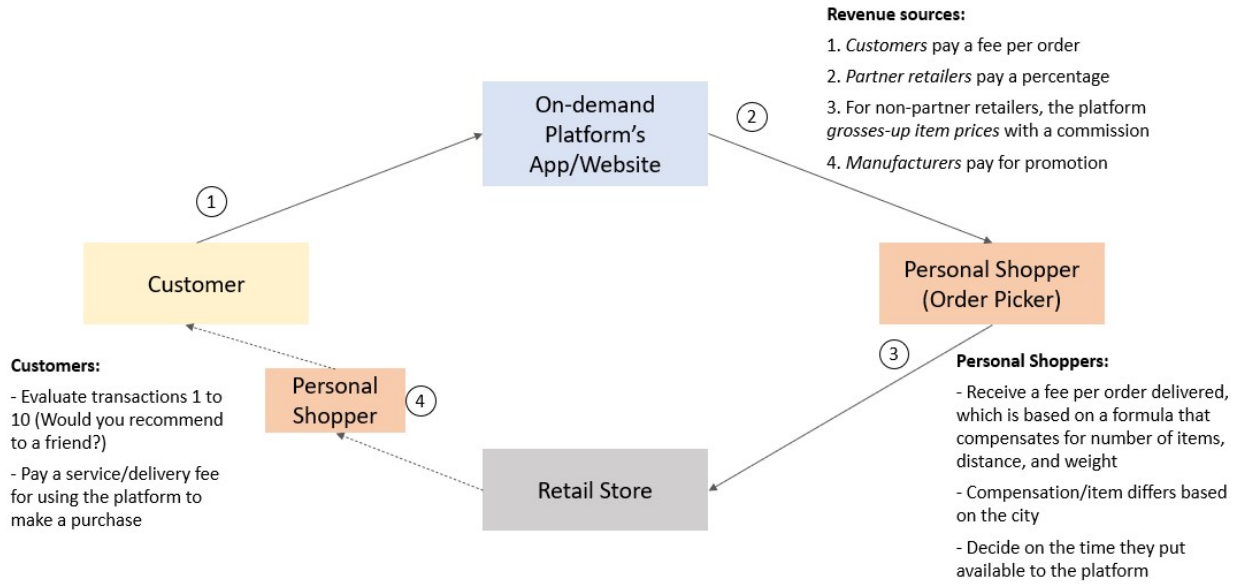 Revenue sources:
1. Customers pay a fee per order
2. Partner retailers pay a percentage
3. For non-partner retailers, the platform
grosses-up item prices with a commission
4. Manufacturers pay for promotion
On-demand
Platform's
App/Website
2
1
Customer
Personal Shopper
(Order Picker)
3
Customers:
- Evaluate transactions 1 to
10 (Would you recommend
to a friend?)
- Pay a service/delivery fee
for using the platform to
make a purchase
Personal
Shopper
4
Retail Store
Personal Shoppers:
- Receive a fee per order delivered,
which is based on a formula that
compensates for number of items,
distance, and weight
- Compensation/item differs based
on the city
- Decide on the time they put
available to the platform